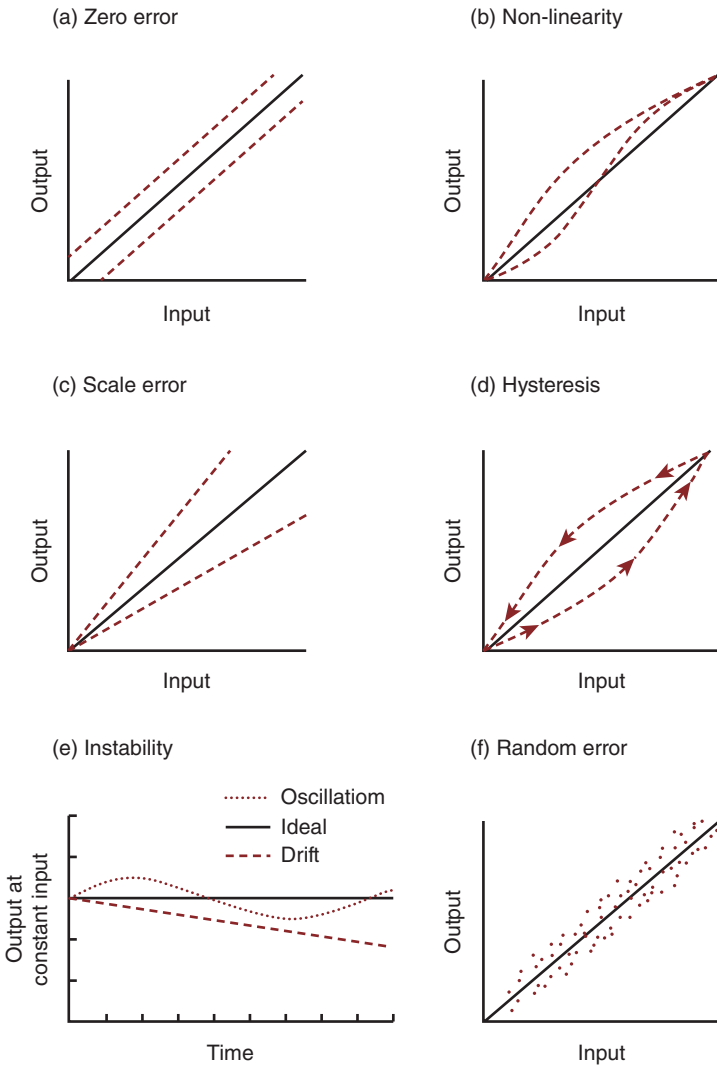 (a) Zero error
(b) Non-linearity
Output
Input
Output
Input
(c) Scale error
(d) Hysteresis
Output
Input
Output
Input
(e) Instability
(f) Random error
Oscillatiom
Ideal
Drift
Output at
constant input
Time
Output
Input